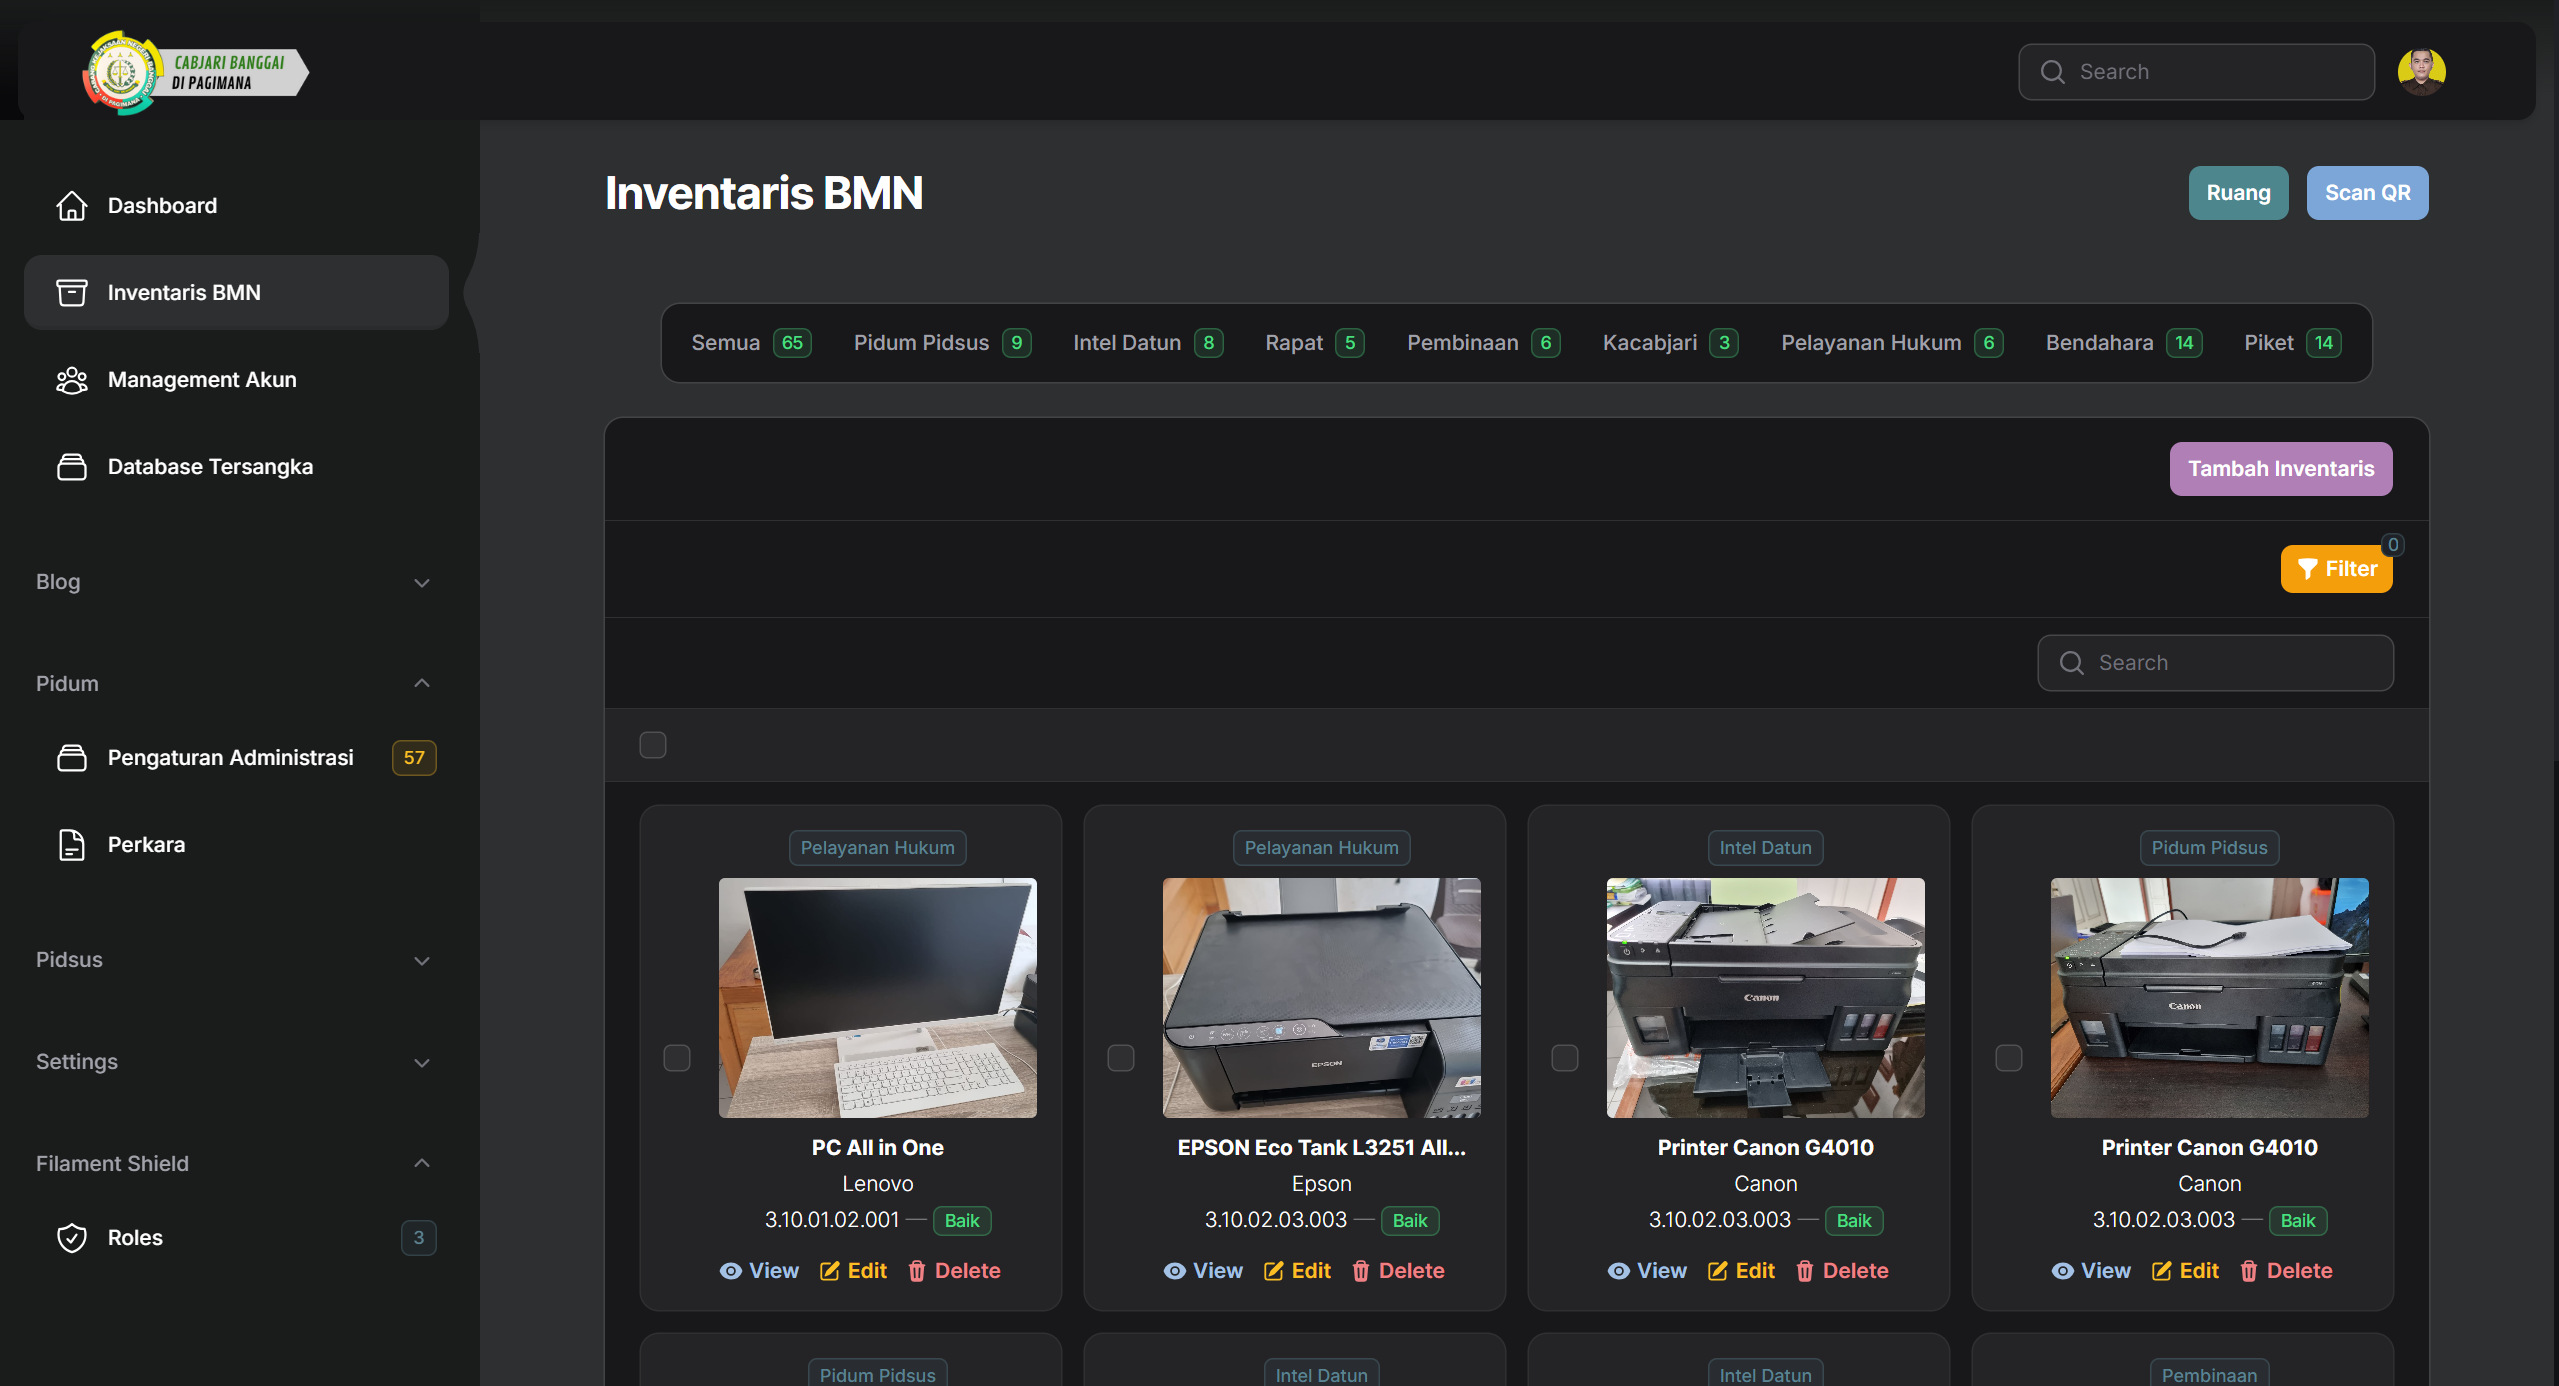 CABJARI BANGGAI
DI PAGIMANA
Search
Dashboard
Inventaris BMN
Management Akun
Database Tersangka
Blog
Pidum
Pengaturan Administrasi 57
Perkara
Pidsus
Settings
Filament Shield
Roles 3
Inventaris BMN
Ruang Scan QR
Semua 65 Pidum Pidsus 9 Intel Datun 8 Rapat 5 Pembinaan 6 Kacabjari 3 Pelayanan Hukum 6 Bendahara 14 Piket 14
Tambah Inventaris
0
Filter
Search
Pelayanan Hukum
PC All in One
Lenovo
3.10.01.02.001 — Baik
View Edit Delete
Pelayanan Hukum
EPSON
EPSON Eco Tank L3251 All...
Epson
3.10.02.03.003 — Baik
View Edit Delete
Intel Datun
Canon
Printer Canon G4010
Canon
3.10.02.03.003 — Baik
View Edit Delete
Pidum Pidsus
Canon
Printer Canon G4010
Canon
3.10.02.03.003 — Baik
View Edit Delete
Pidum Pidsus
Intel Datun
Intel Datun
Pembinaan